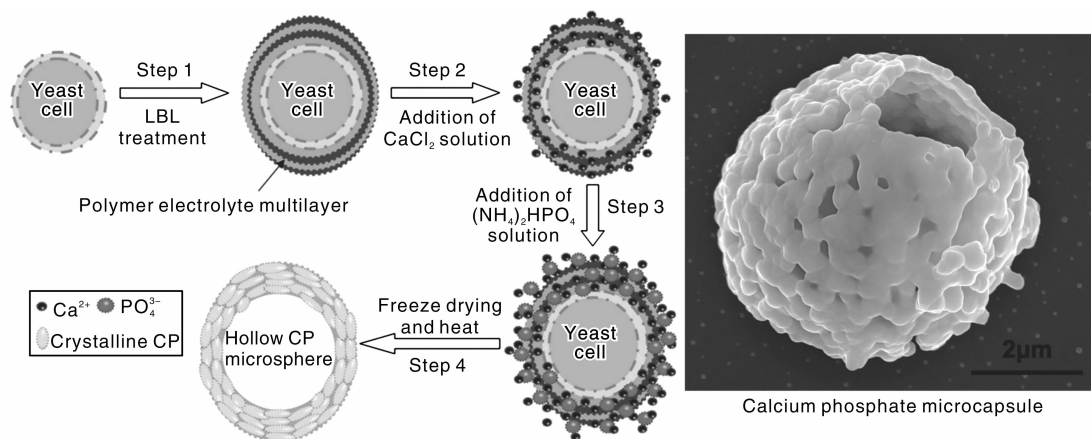 Yeast
cell
Step 1
LBL
treatment
Yeast
cell
Polymer electrolyte multilayer
Step 2
Addition of
CaCl₂ solution
Yeast
cell
Addition of
(NH₄)₂HPO₄
solution
Step 3
Yeast
cell
Freeze drying
and heat
Step 4
Hollow CP
microsphere
Ca²⁺ PO₄³⁻
Crystalline CP
2μm
Calcium phosphate microcapsule